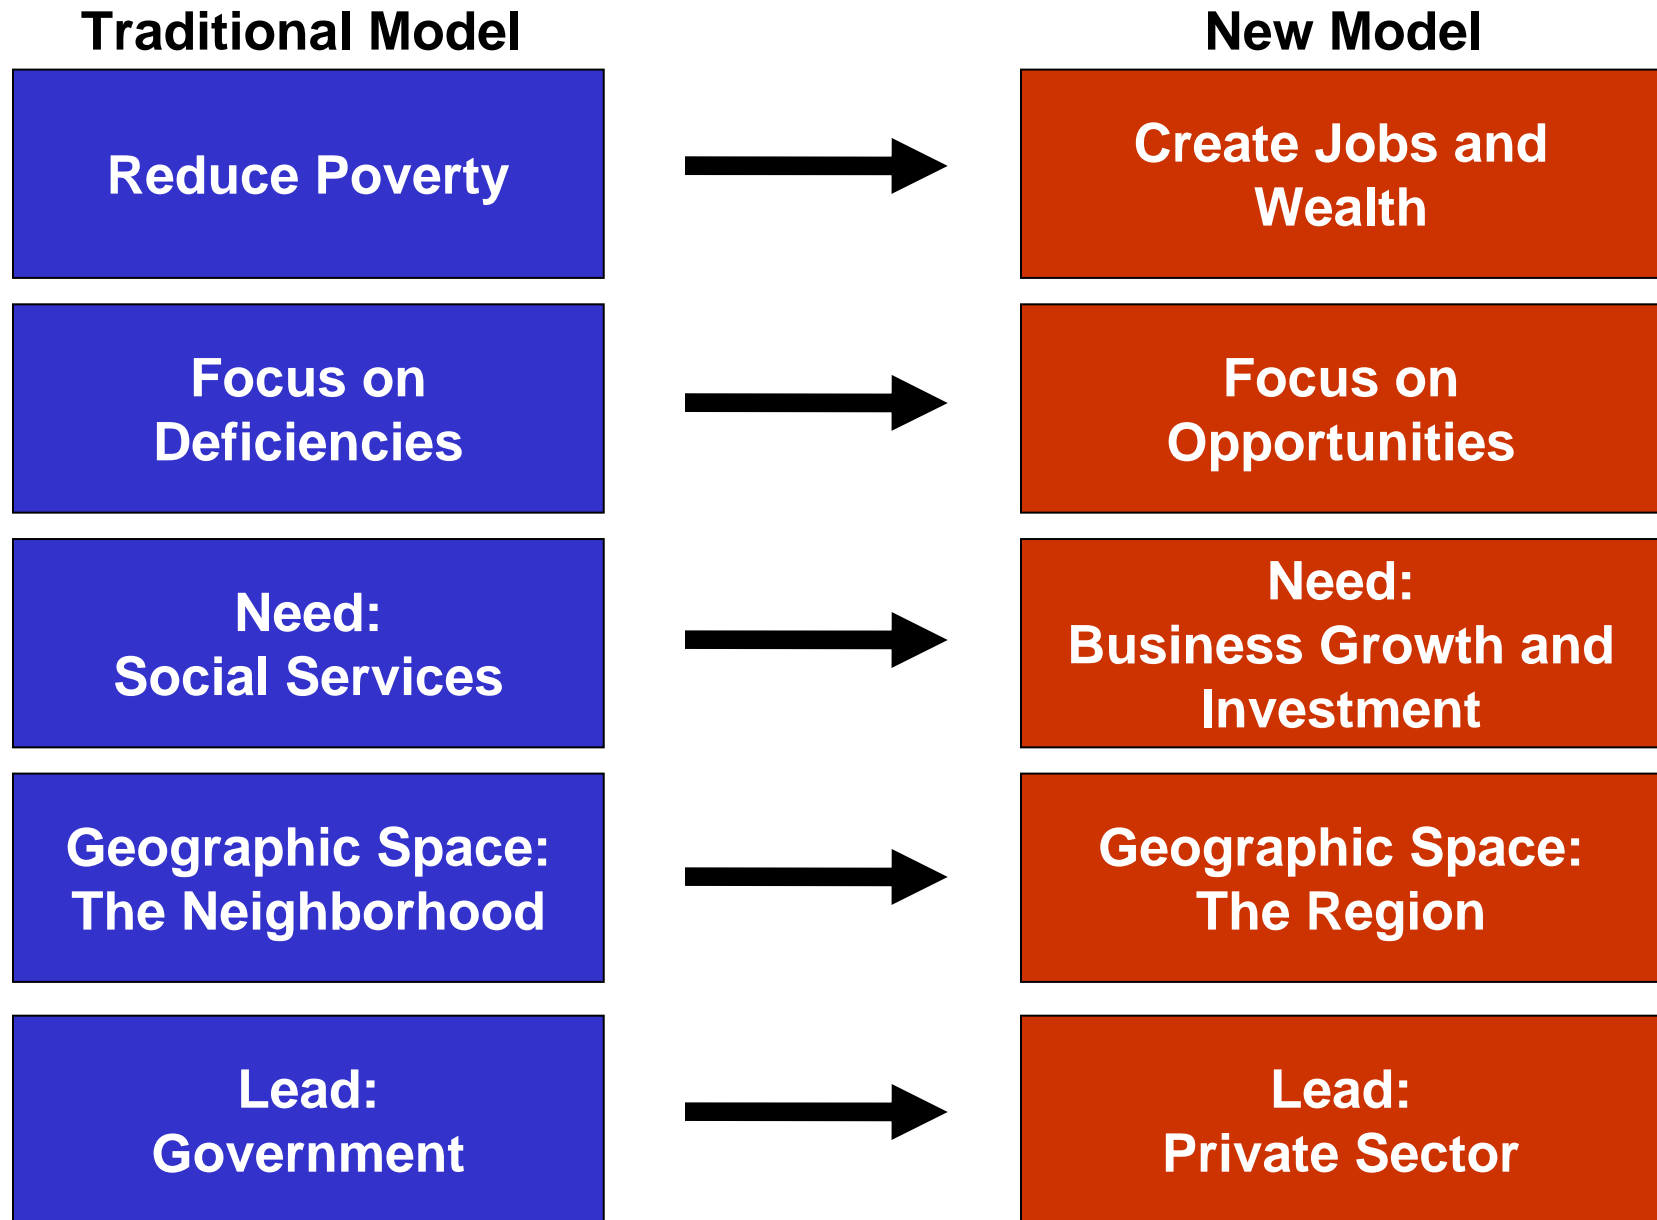 Traditional Model
New Model
Reduce Poverty
Create Jobs and
Wealth
Focus on
Deficiencies
Focus on
Opportunities
Need:
Social Services
Need:
Business Growth and
Investment
Geographic Space:
The Neighborhood
Geographic Space:
The Region
Lead:
Government
Lead:
Private Sector